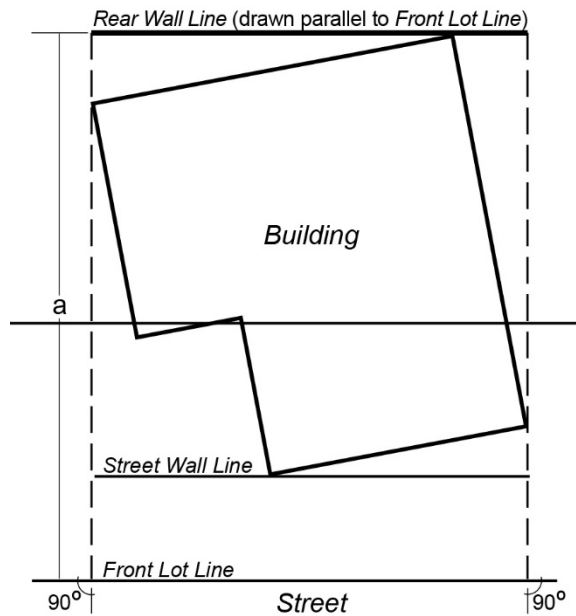 Rear Wall Line (drawn parallel to Front Lot Line)
Building
a
Street Wall Line
Front Lot Line
90° Street 90°